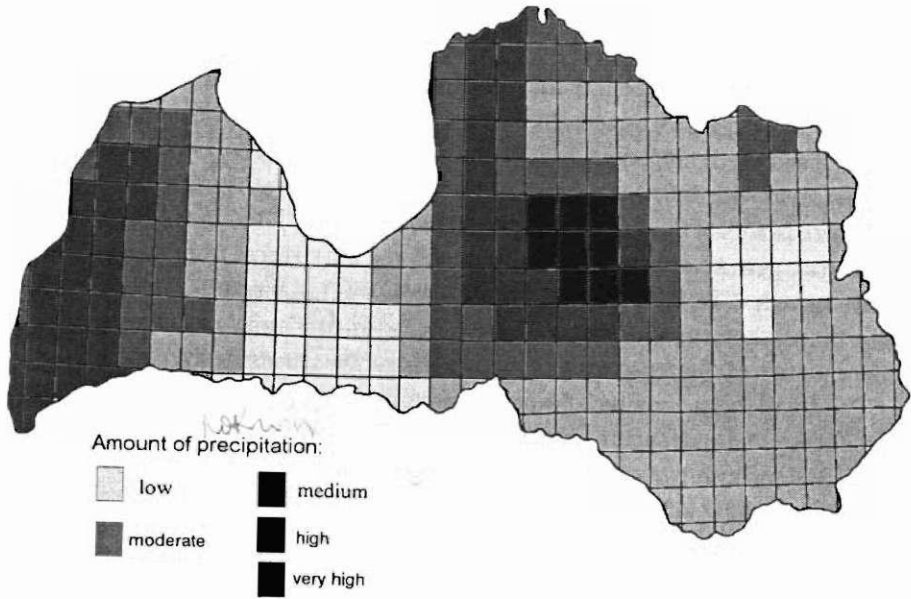 Amount of precipitation:
low
moderate
medium
high
very high